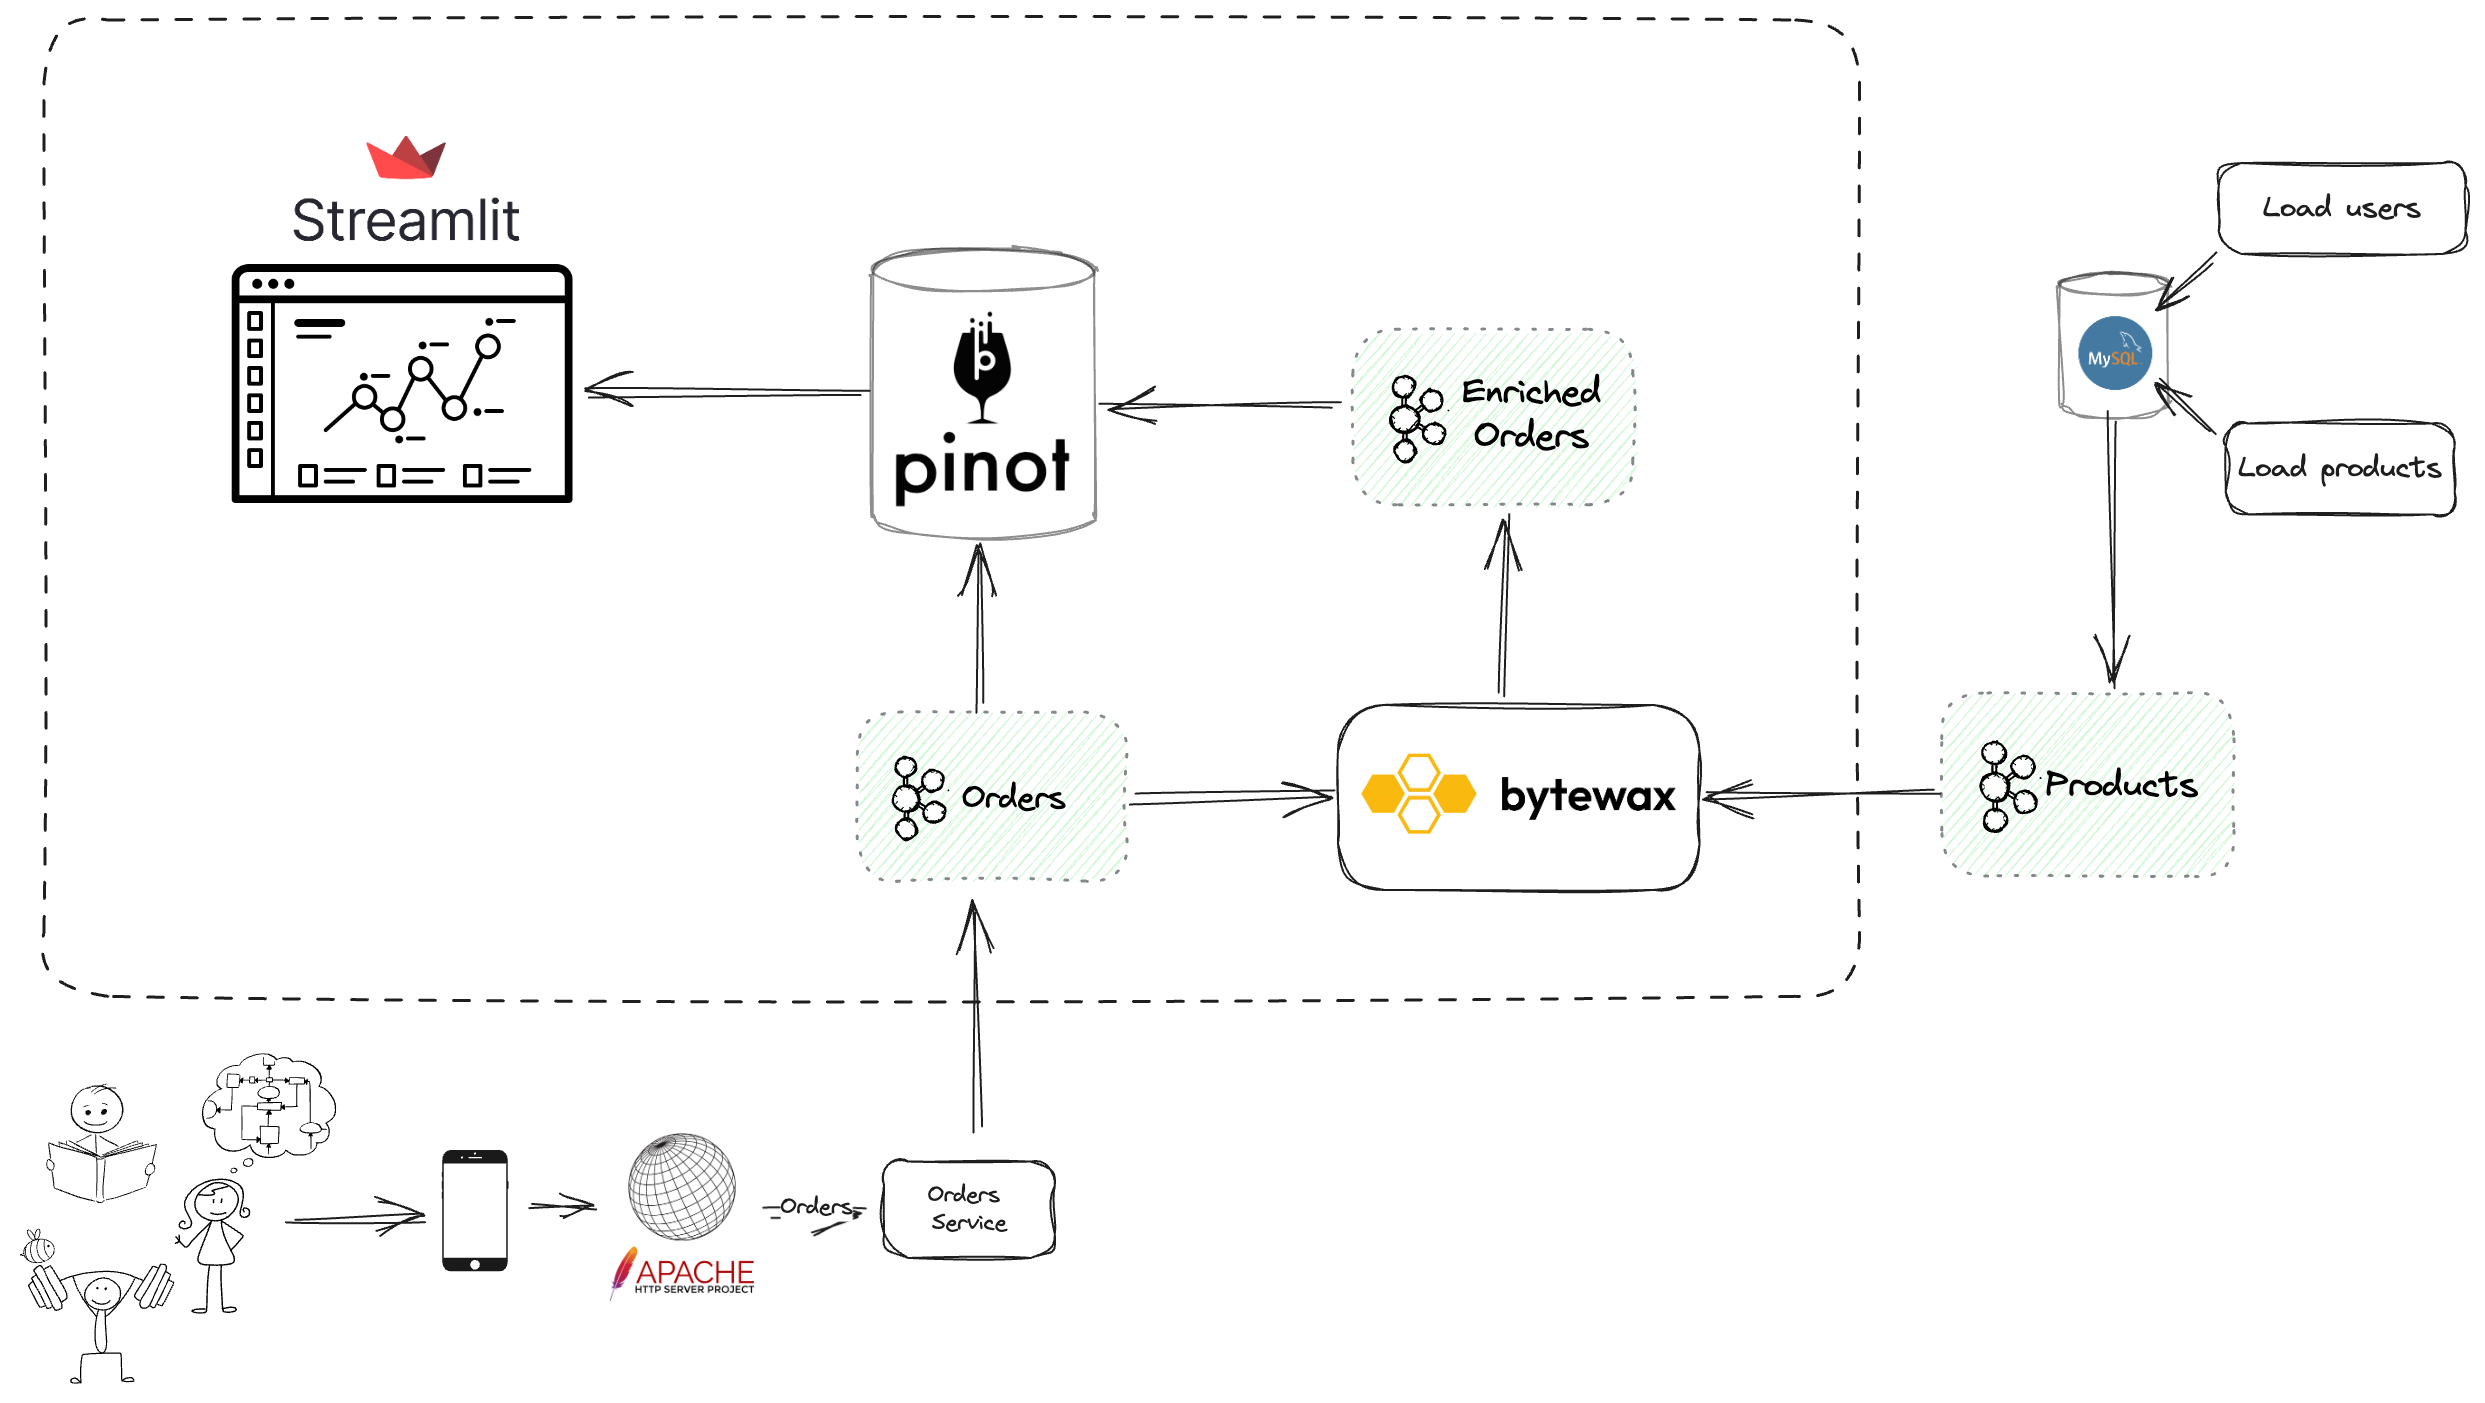 Streamlit
pinot
Enriched
Orders
Load users
MySQL
Load products
Orders
bytewax
Products
Orders
Orders
Service
APACHE
HTTP SERVER PROJECT